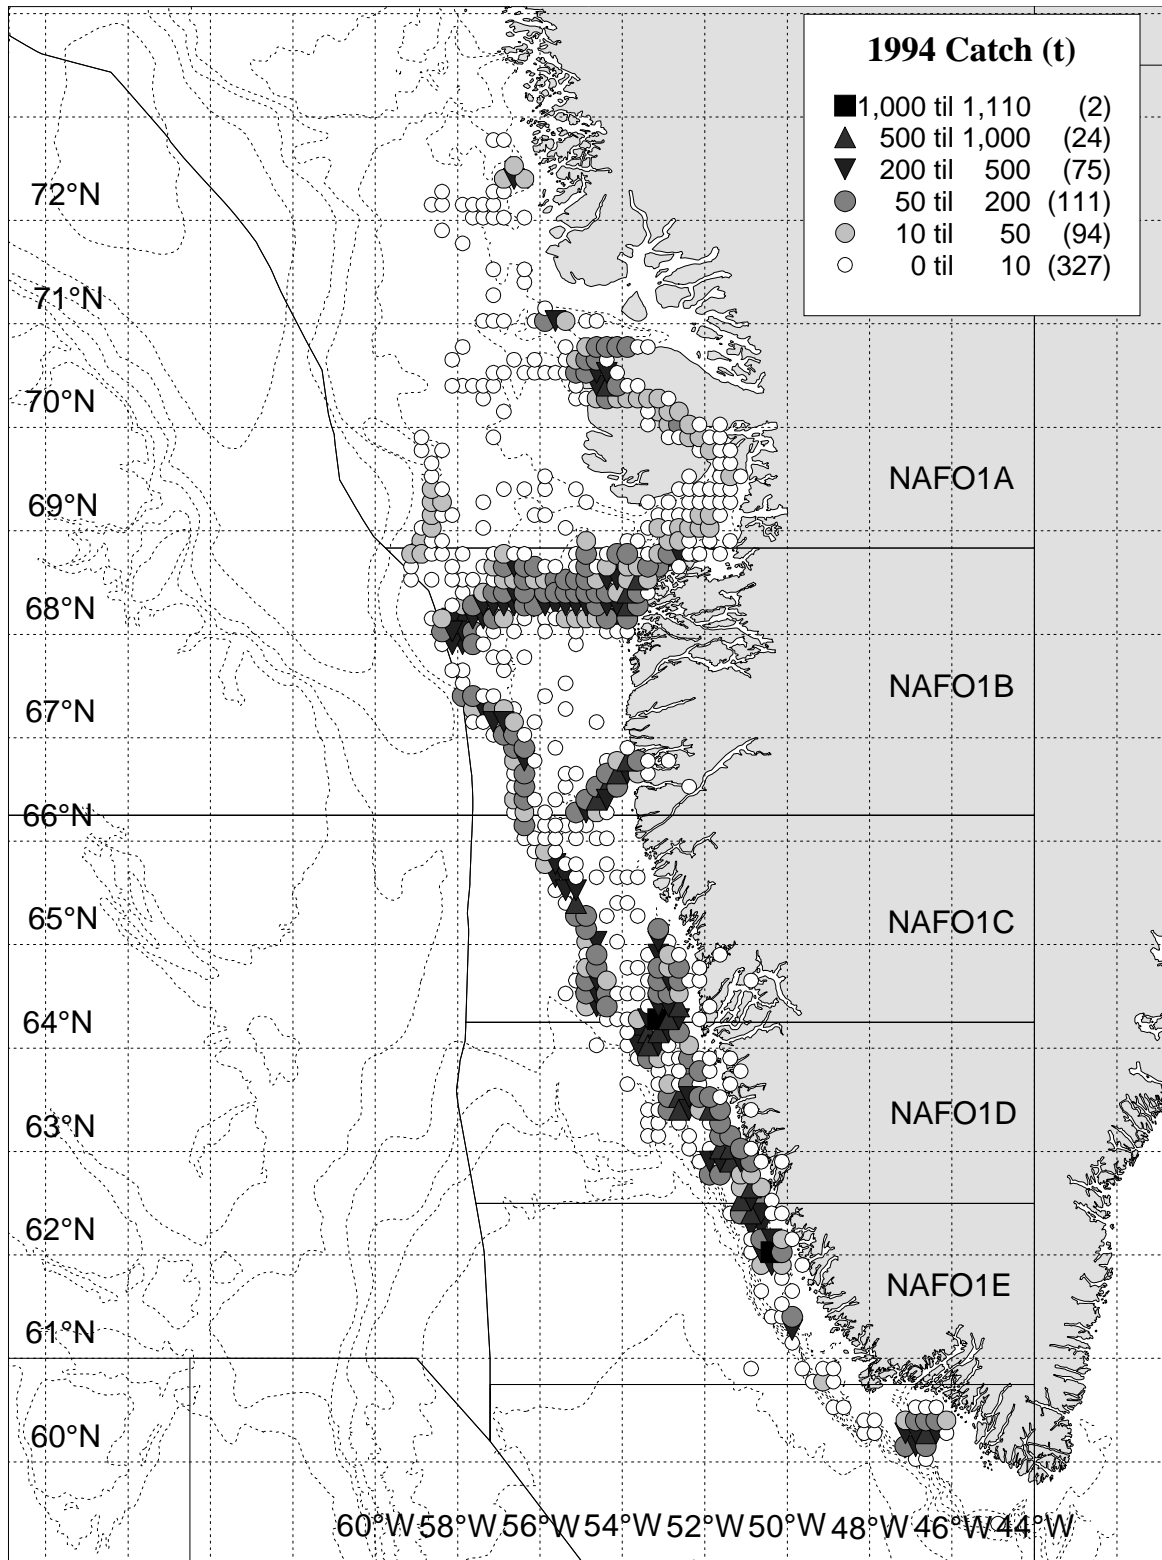 1994 Catch (t)
1,000 til 1,110 (2)
500 til 1,000 (24)
200 til 500 (75)
50 til 200 (111)
10 til 50 (94)
0 til 10 (327)
72°N
71°N
70°N
NAFO1A
69°N
68°N
NAFO1B
67°N
66°N
65°N
NAFO1C
64°N
63°N
NAFO1D
62°N
NAFO1E
61°N
60°N
60°W 58°W 56°W 54°W 52°W 50°W 48°W 46°W 44°W